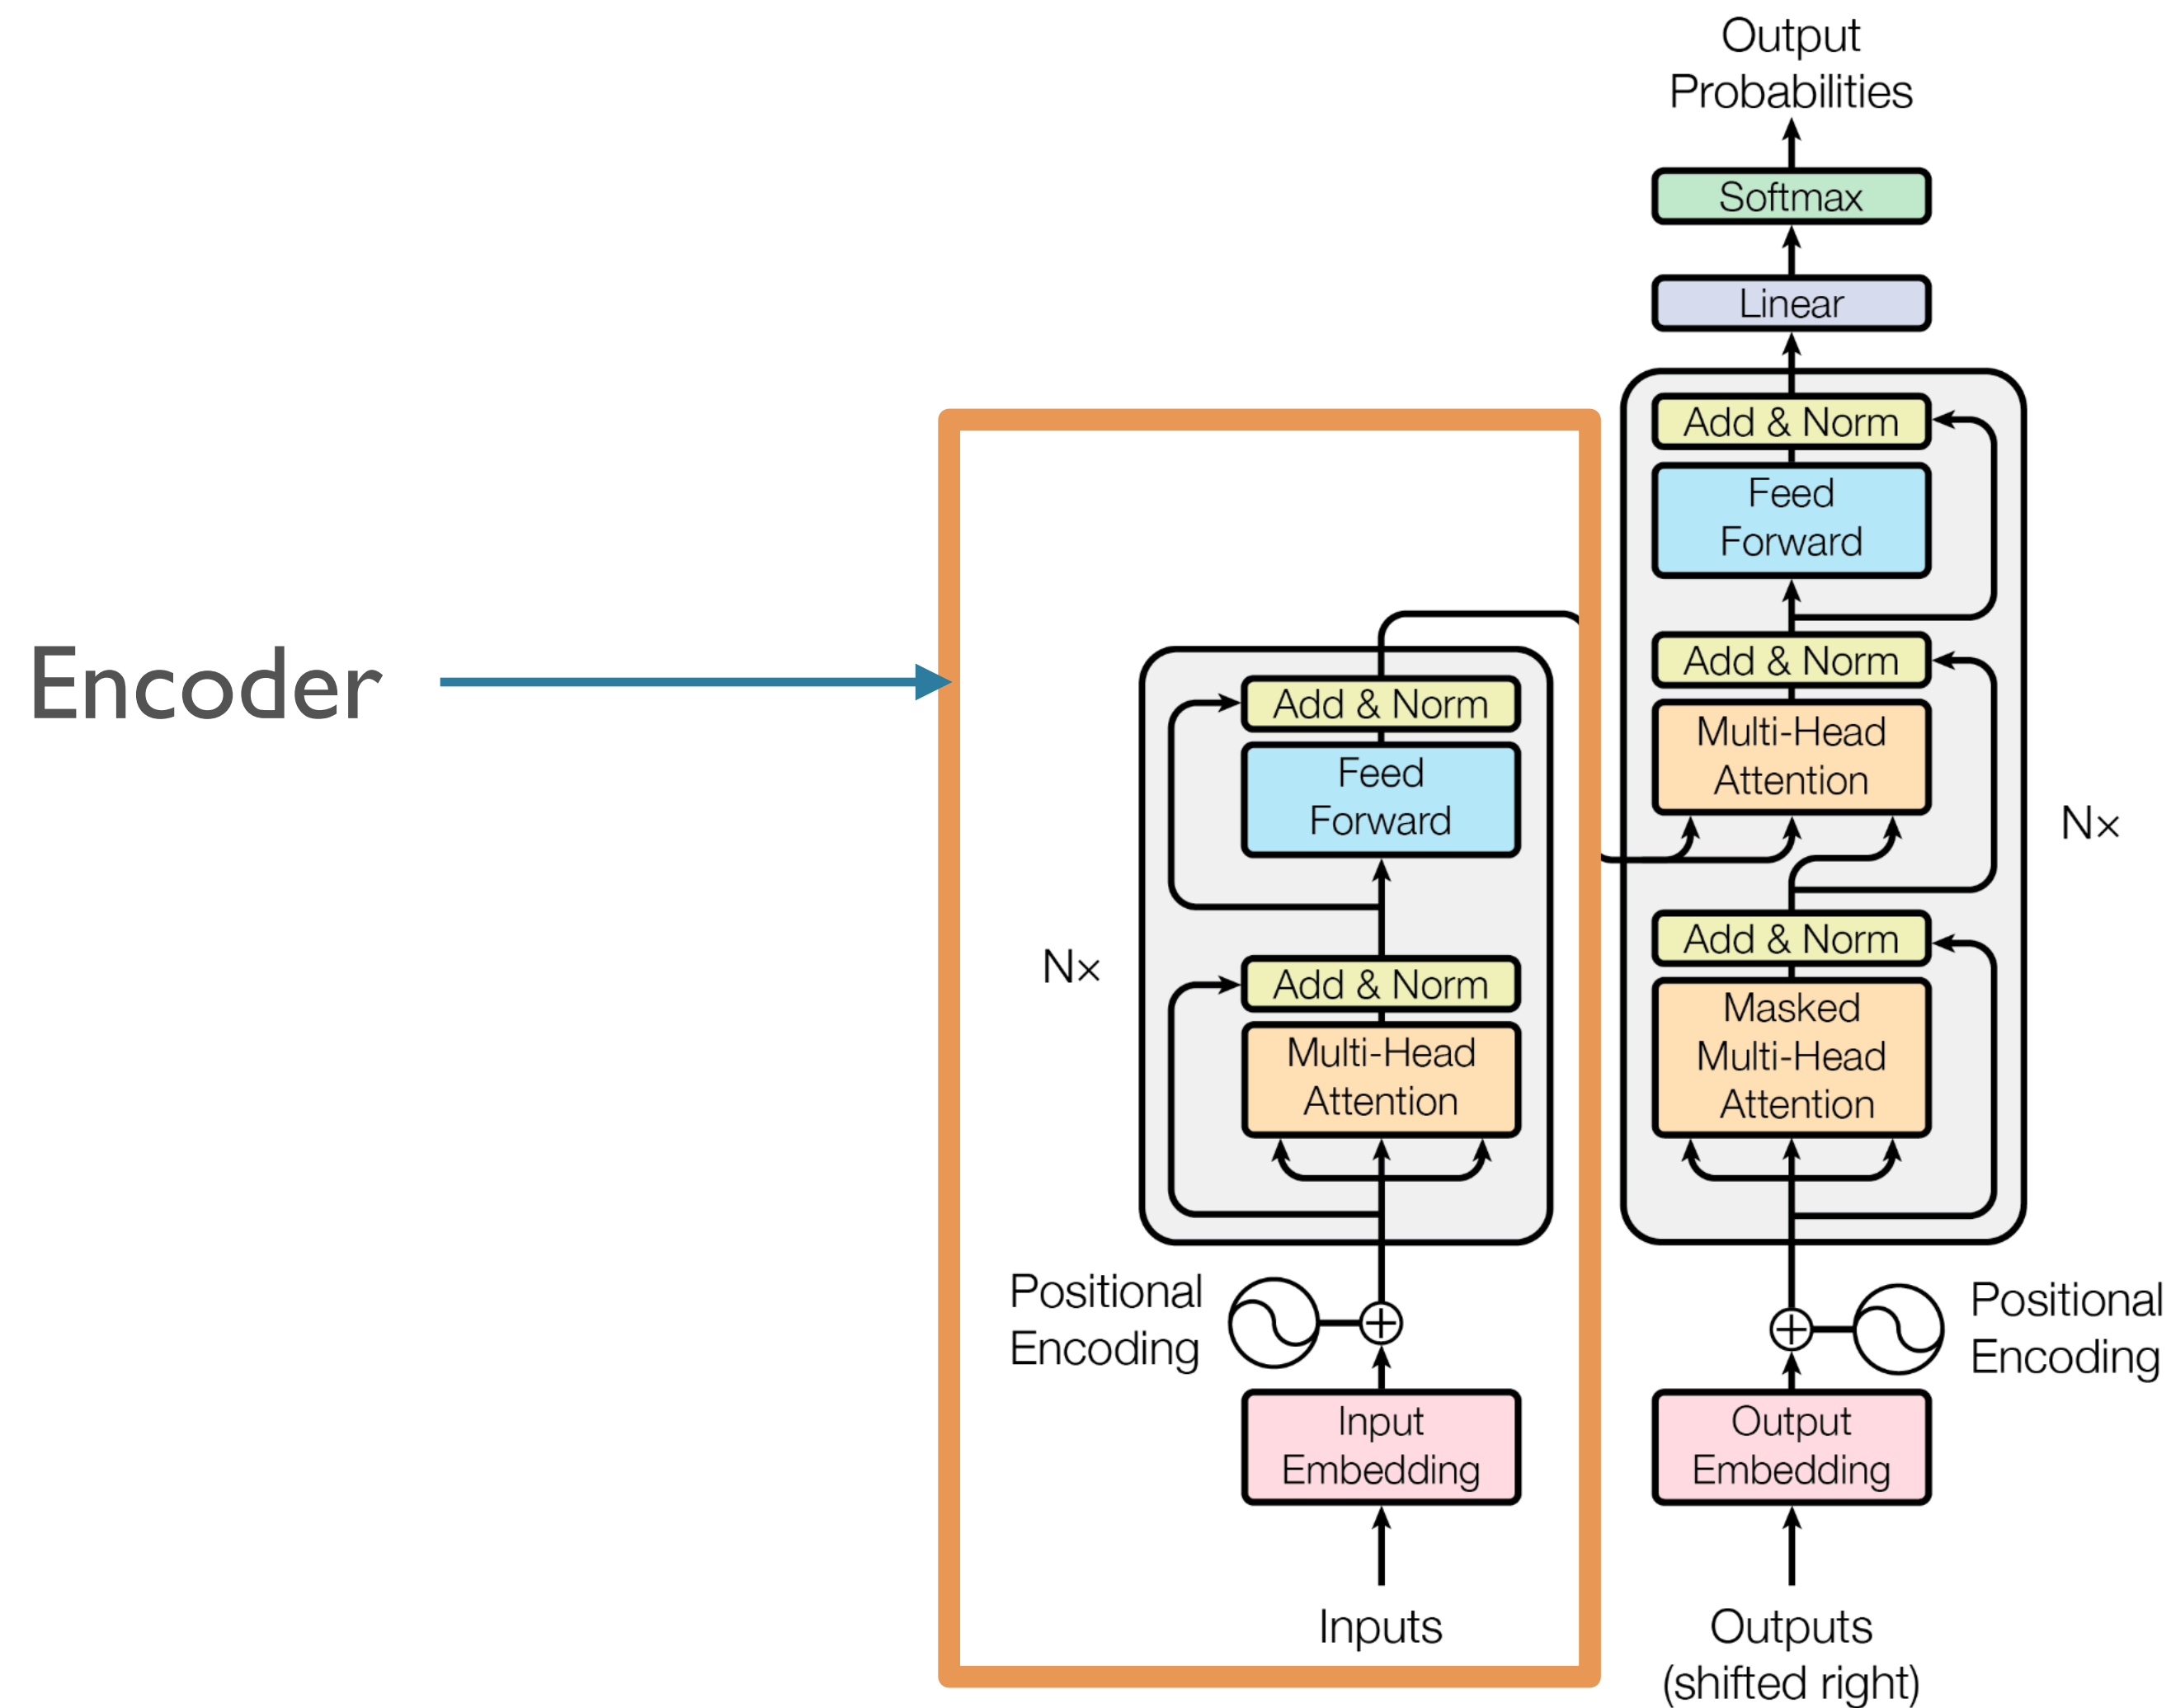 Encoder
Output
Probabilities
Softmax
Linear
Add & Norm
Feed
Forward
Add & Norm
Multi-Head
Attention
N×
Add & Norm
Masked
Multi-Head
Attention
Positional
Encoding
Output
Embedding
Outputs
(shifted right)
Add & Norm
Feed
Forward
N×
Add & Norm
Multi-Head
Attention
Positional
Encoding
Input
Embedding
Inputs